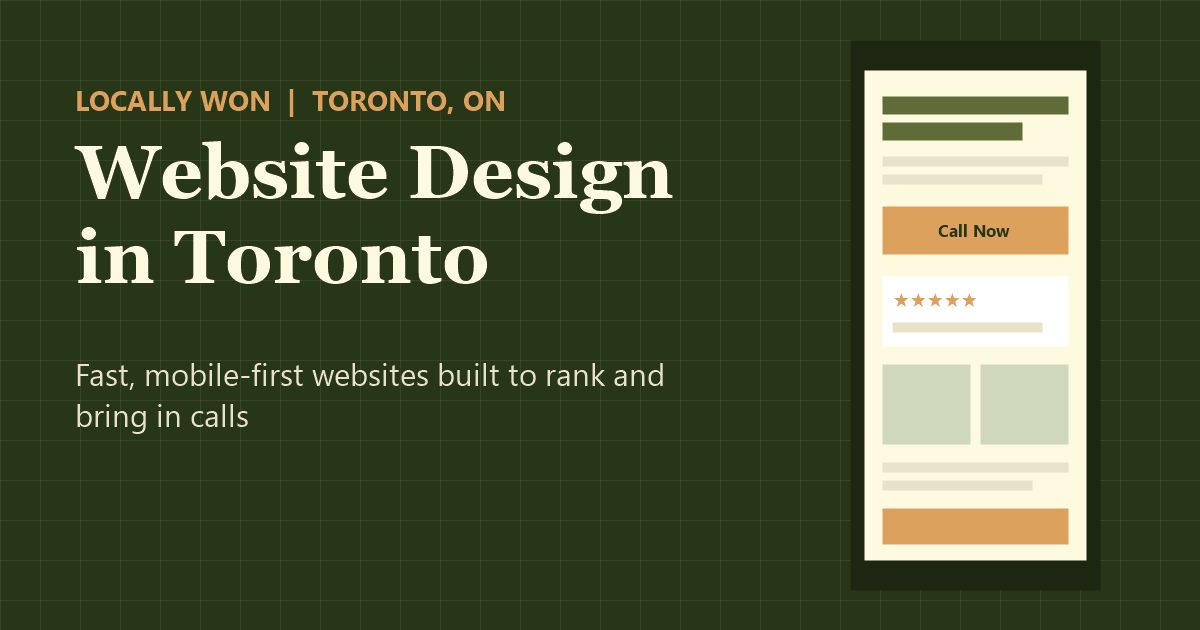 LOCALLY WON | TORONTO, ON
Website Design
in Toronto
Fast, mobile-first websites built to rank and
bring in calls
Call Now
★★★★★